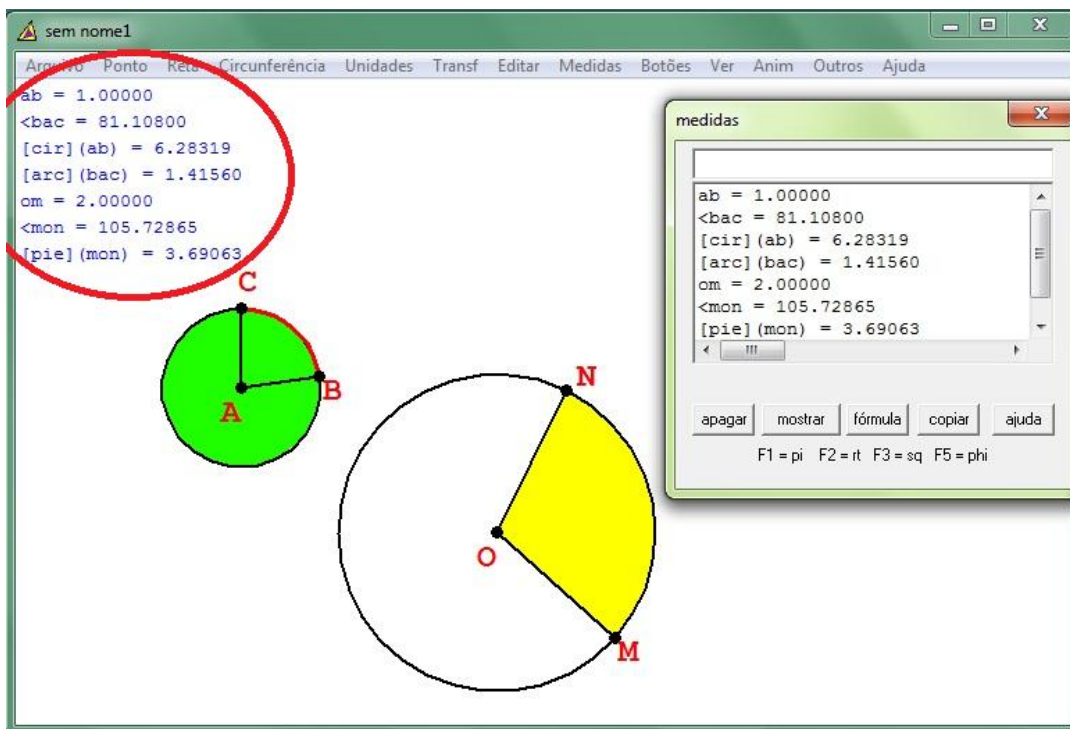 sem nome1
Arquivo Ponto Reta Circunferência Unidades Transf Editar Medidas Botões Ver Anim Outros Ajuda
ab = 1.00000
<bac = 81.10800
[cir](ab) = 6.28319
[arc](bac) = 1.41560
om = 2.00000
<mon = 105.72865
[pie](mon) = 3.69063
C
B
A
N
O
M
medidas
ab = 1.00000
<bac = 81.10800
[cir](ab) = 6.28319
[arc](bac) = 1.41560
om = 2.00000
<mon = 105.72865
[pie](mon) = 3.69063
apagar mostrar fórmula copiar ajuda
F1 = pi F2 = rt F3 = sq F5 = phi